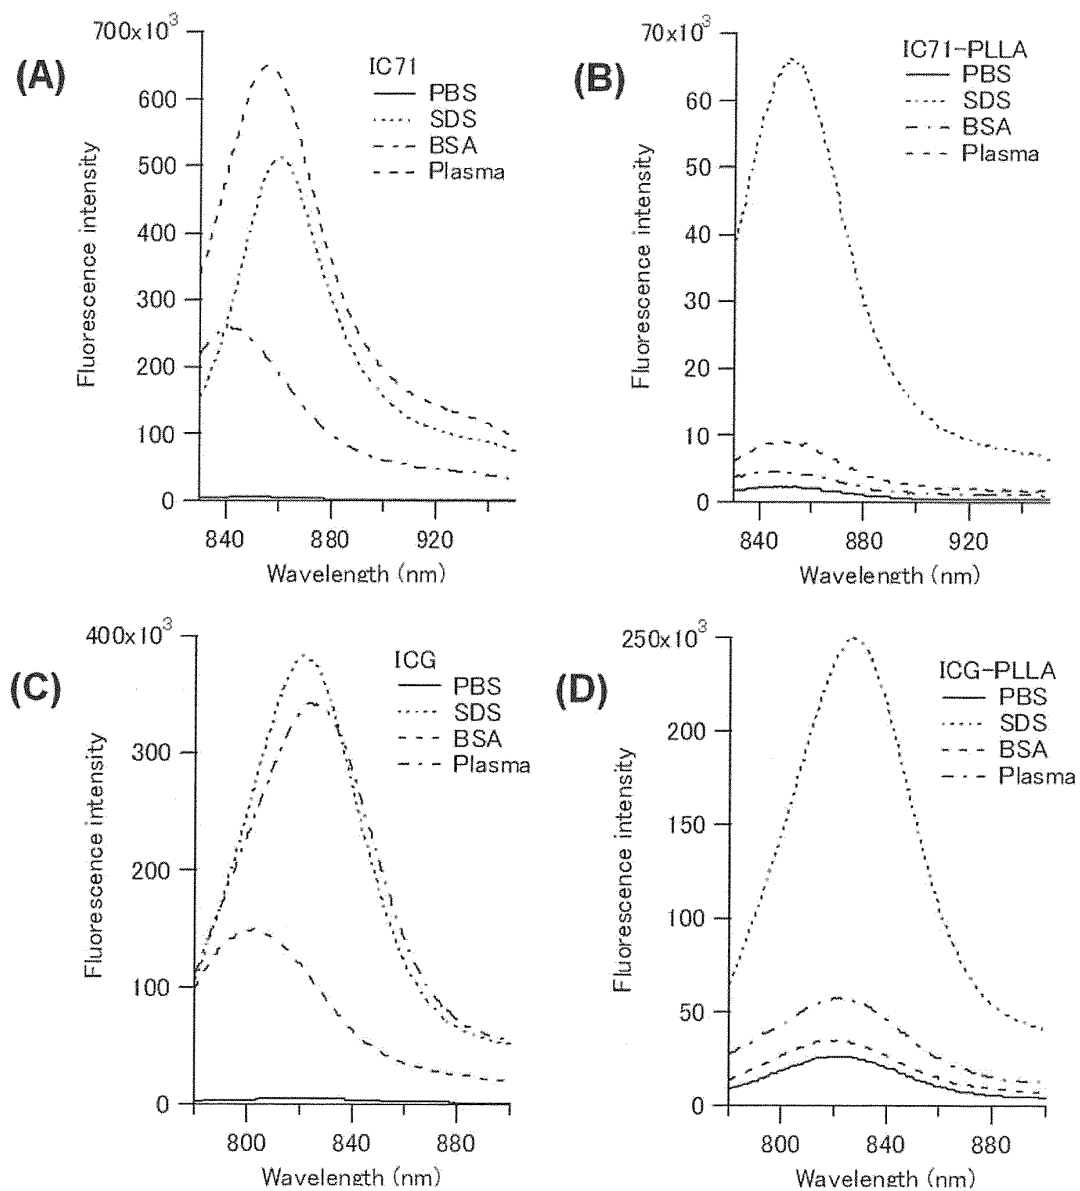 (A)
700x10³
600
500
400
300
200
100
0
Fluorescence intensity
IC71
PBS
SDS
BSA
Plasma
840
880
920
Wavelength (nm)
(B)
70x10³
60
50
40
30
20
10
0
Fluorescence intensity
IC71-PLLA
PBS
SDS
BSA
Plasma
840
880
920
Wavelength (nm)
(C)
400x10³
300
200
100
0
Fluorescence intensity
ICG
PBS
SDS
BSA
Plasma
800
840
880
Wavelength (nm)
(D)
250x10³
200
150
100
50
0
Fluorescence intensity
ICG-PLLA
PBS
SDS
BSA
Plasma
800
840
880
Wavelength (nm)